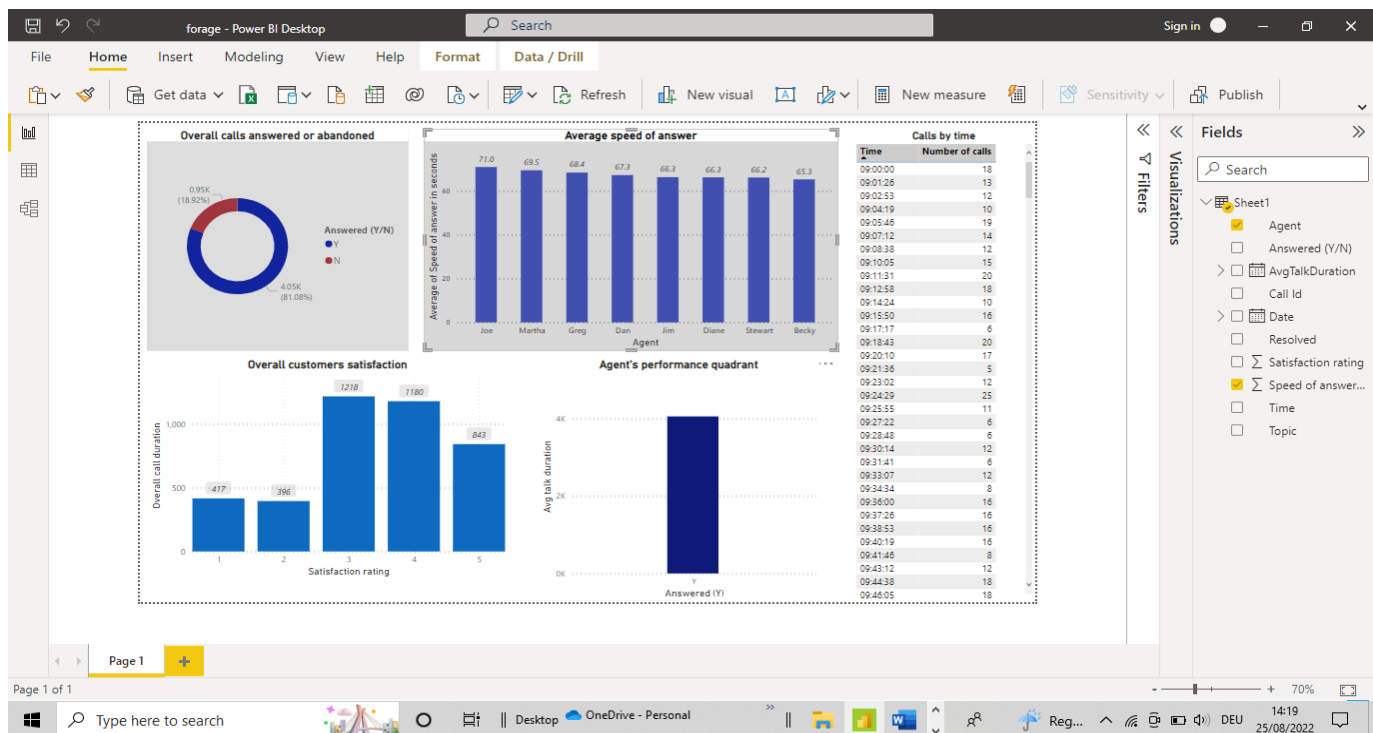 forage - Power BI Desktop
Search
Sign in
File Home Insert Modeling View Help Format Data / Drill
Get data Refresh New visual New measure Sensitivity Publish
Overall calls answered or abandoned
0.95K
(18.92%)
4.05K
(81.08%)
Answered (Y/N)
Y
N
Average speed of answer
Average of Speed of answer in seconds
60
40
20
0
71.0 69.5 68.4 67.3 66.3 66.3 66.2 65.3
Joe Martha Greg Dan Jim Diane Stewart Becky
Agent
Overall customers satisfaction
Overall call duration
1,000
500
0
417 396 1218 1180 843
1 2 3 4 5
Satisfaction rating
Agent's performance quadrant
Avg talk duration
4K
2K
0K
Y
Answered (Y)
Calls by time
Time Number of calls
09:00:00 18
09:01:26 13
09:02:53 12
09:04:19 10
09:05:46 19
09:07:12 14
09:08:38 12
09:10:05 15
09:11:31 20
09:12:58 18
09:14:24 10
09:15:50 16
09:17:17 6
09:18:43 20
09:20:10 17
09:21:36 5
09:23:02 12
09:24:29 25
09:25:55 11
09:27:22 6
09:28:48 6
09:30:14 12
09:31:41 6
09:33:07 12
09:34:34 8
09:36:00 16
09:37:26 16
09:38:53 16
09:40:19 16
09:41:46 8
09:43:12 12
09:44:38 18
09:46:05 18
Filters
Visualizations
Fields
Search
Sheet1
Agent
Answered (Y/N)
AvgTalkDuration
Call Id
Date
Resolved
Satisfaction rating
Speed of answer...
Time
Topic
Page 1
Page 1 of 1
70%
Type here to search
Desktop
OneDrive - Personal
Reg...
DEU
14:19
25/08/2022